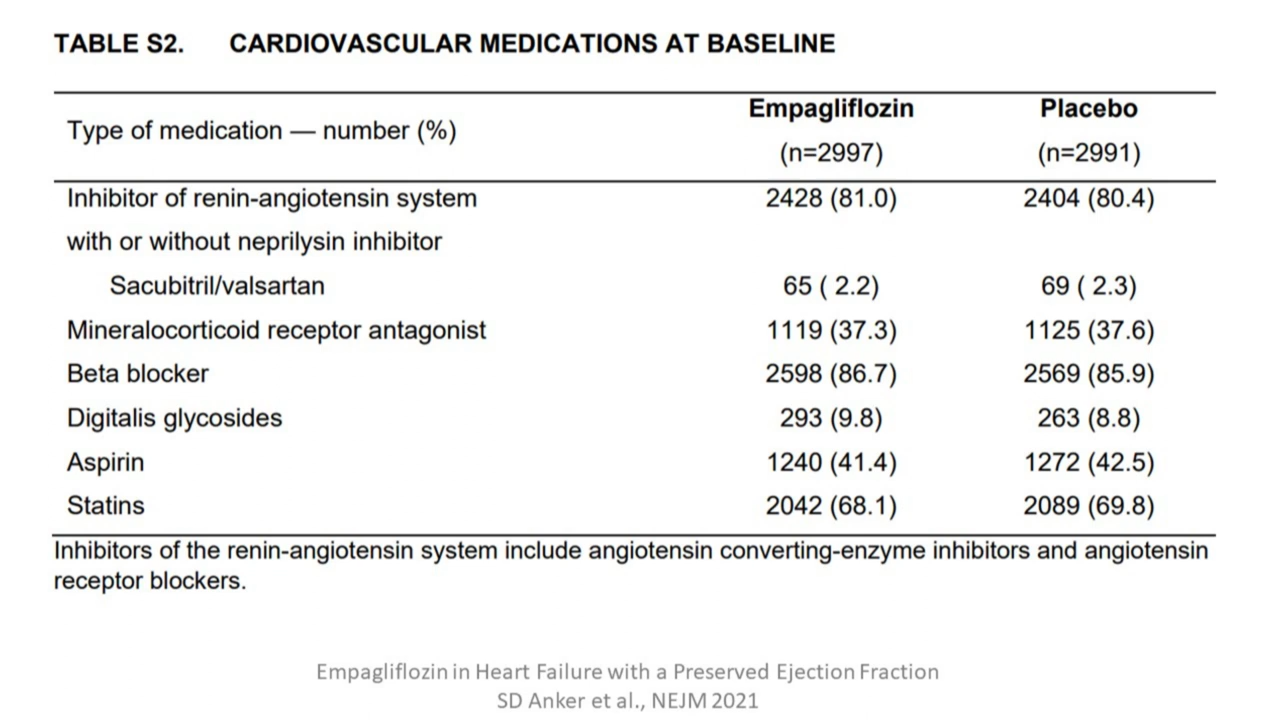 TABLE S2. CARDIOVASCULAR MEDICATIONS AT BASELINE
Type of medication — number (%) Empagliflozin (n=2997) Placebo (n=2991)
Inhibitor of renin-angiotensin system 2428 (81.0) 2404 (80.4)
with or without neprilysin inhibitor
Sacubitril/valsartan 65 ( 2.2) 69 ( 2.3)
Mineralocorticoid receptor antagonist 1119 (37.3) 1125 (37.6)
Beta blocker 2598 (86.7) 2569 (85.9)
Digitalis glycosides 293 (9.8) 263 (8.8)
Aspirin 1240 (41.4) 1272 (42.5)
Statins 2042 (68.1) 2089 (69.8)
Inhibitors of the renin-angiotensin system include angiotensin converting-enzyme inhibitors and angiotensin
receptor blockers.
Empagliflozin in Heart Failure with a Preserved Ejection Fraction
SD Anker et al., NEJM 2021